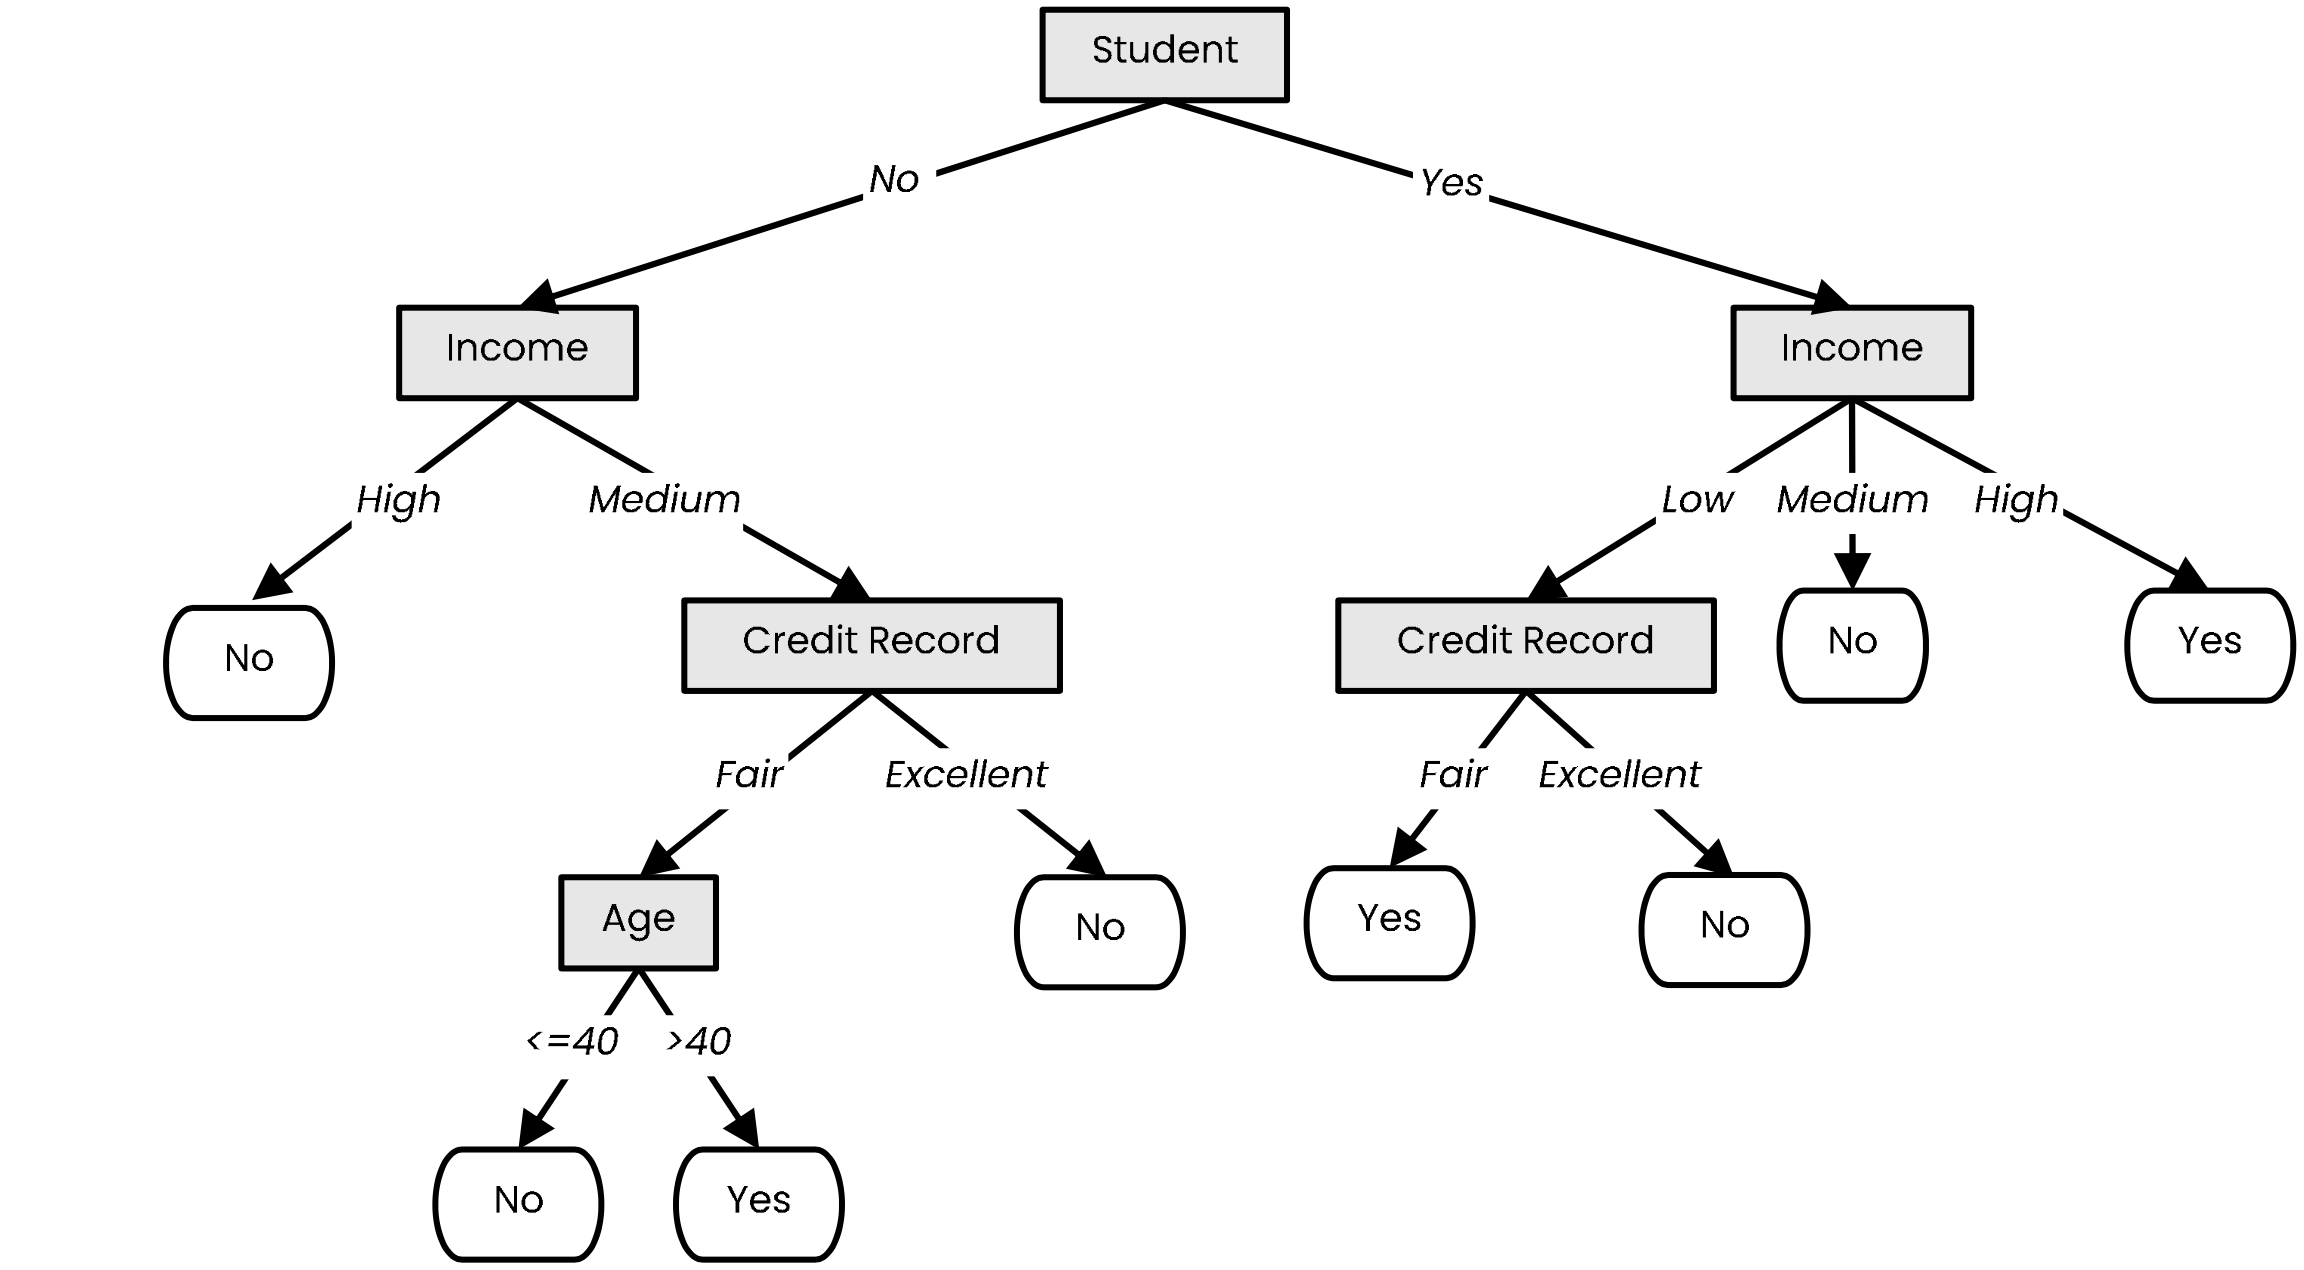 Student
No
Yes
Income
Income
High
Medium
Low
Medium
High
No
Credit Record
Credit Record
No
Yes
Fair
Excellent
Fair
Excellent
Age
No
Yes
No
<=40
>40
No
Yes